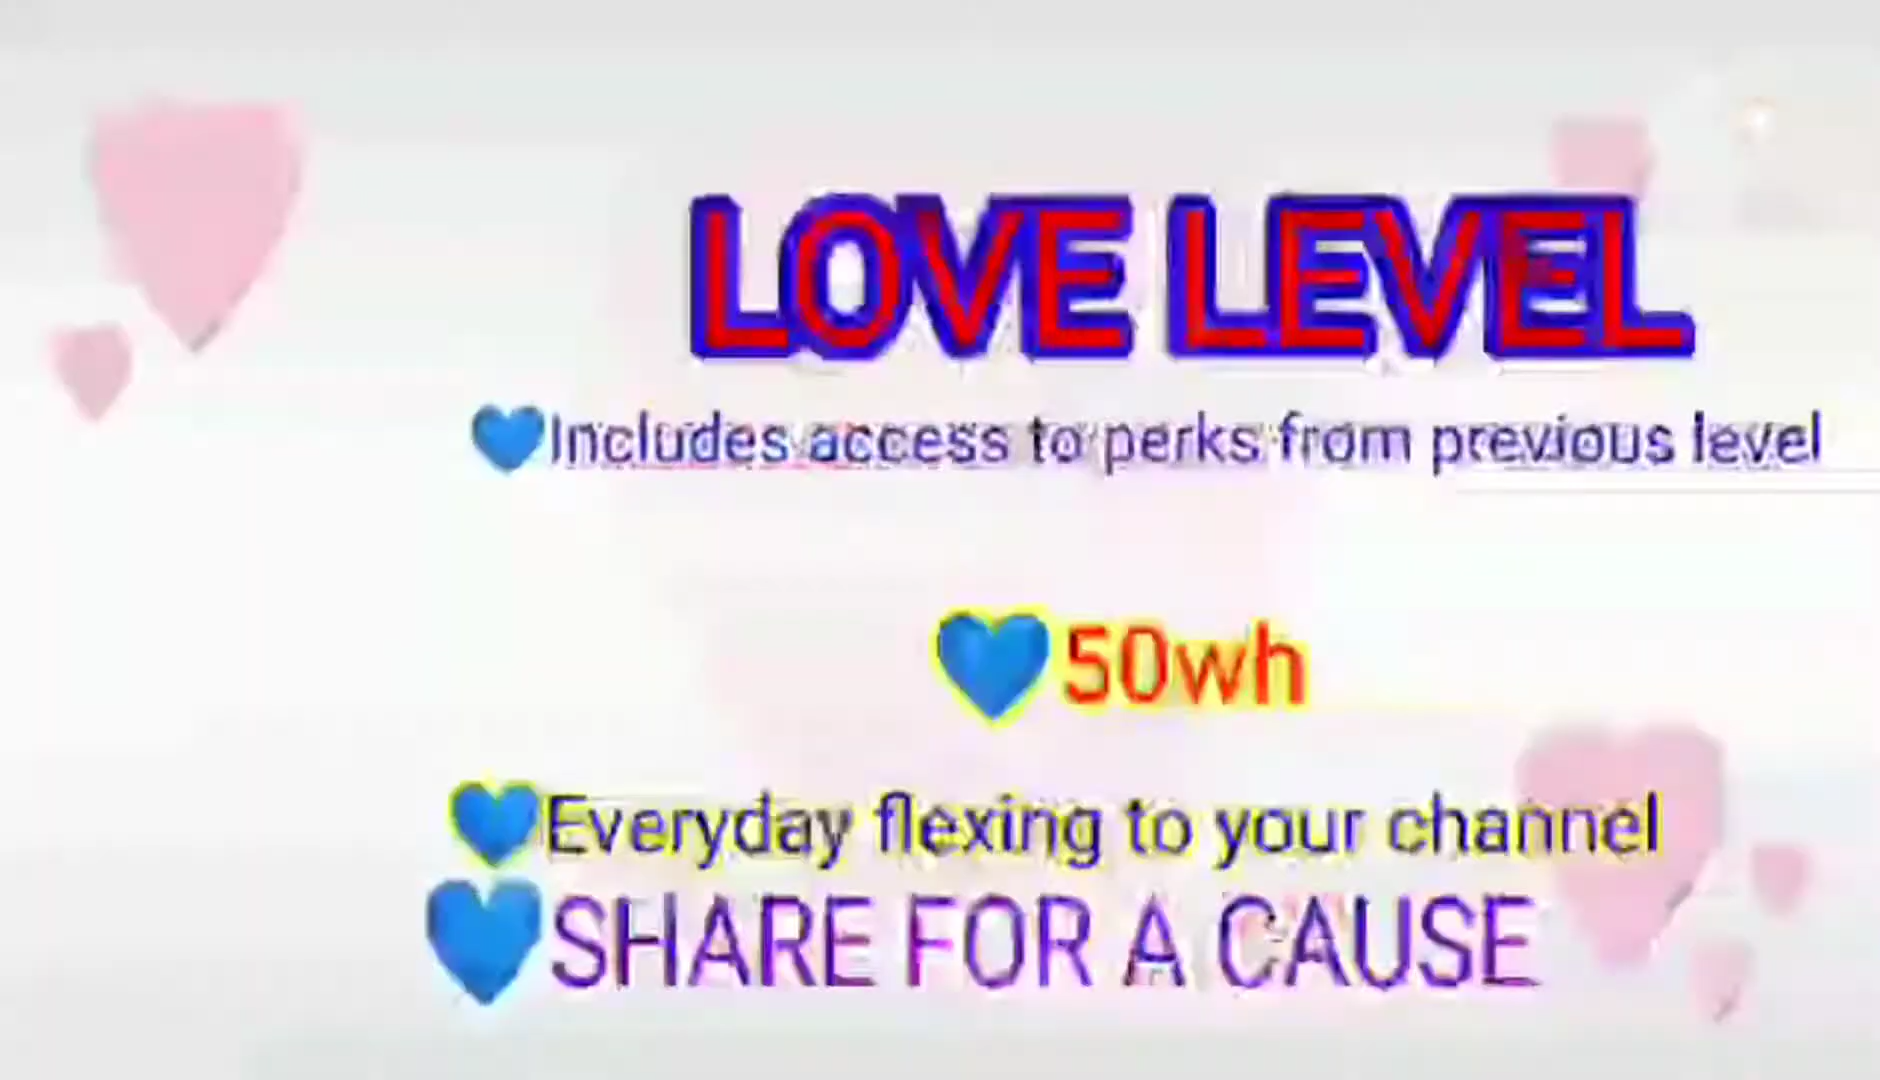 LOVE LEVEL
💙Includes access to perks from previous level
💙50wh
💙Everyday flexing to your channel
💙SHARE FOR A CAUSE